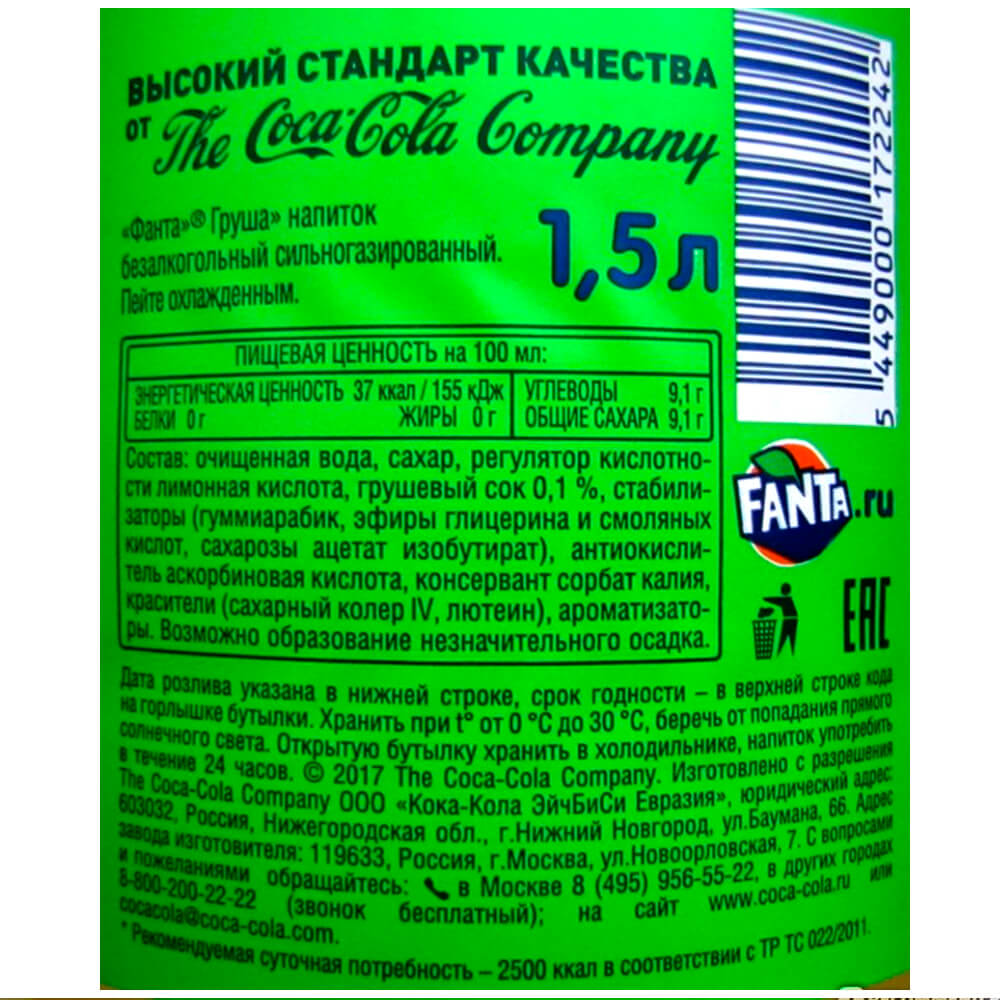 ВЫСОКИЙ СТАНДАРТ КАЧЕСТВА
от The Coca-Cola Company
«Фанта»® Груша» напиток
безалкогольный сильногазированный.
Пейте охлажденным.
1,5 л
ПИЩЕВАЯ ЦЕННОСТЬ на 100 мл:
ЭНЕРГЕТИЧЕСКАЯ ЦЕННОСТЬ 37 ккал / 155 кДж
БЕЛКИ 0 г ЖИРЫ 0 г
УГЛЕВОДЫ 9,1 г
ОБЩИЕ САХАРА 9,1 г
Состав: очищенная вода, сахар, регулятор кислотно-
сти лимонная кислота, грушевый сок 0,1 %, стабили-
заторы (гуммиарабик, эфиры глицерина и смоляных
кислот, сахарозы ацетат изобутират), антиокисли-
тель аскорбиновая кислота, консервант сорбат калия,
красители (сахарный колер IV, лютеин), ароматизато-
ры. Возможно образование незначительного осадка.
5 449000 172242
FANTA.ru
EAC
Дата розлива указана в нижней строке, срок годности – в верхней строке кода
на горлышке бутылки. Хранить при t° от 0 °C до 30 °C, беречь от попадания прямого
солнечного света. Открытую бутылку хранить в холодильнике, напиток употребить
в течение 24 часов. © 2017 The Coca-Cola Company. Изготовлено с разрешения
The Coca-Cola Company ООО «Кока-Кола ЭйчБиСи Евразия», юридический адрес:
603032, Россия, Нижегородская обл., г.Нижний Новгород, ул.Баумана, 66. Адрес
завода изготовителя: 119633, Россия, г.Москва, ул.Новоорловская, 7. С вопросами
и пожеланиями обращайтесь: в Москве 8 (495) 956-55-22, в других городах
8-800-200-22-22 (звонок бесплатный); на сайт www.coca-cola.ru или
cocacola@coca-cola.com.
* Рекомендуемая суточная потребность – 2500 ккал в соответствии с ТР ТС 022/2011.